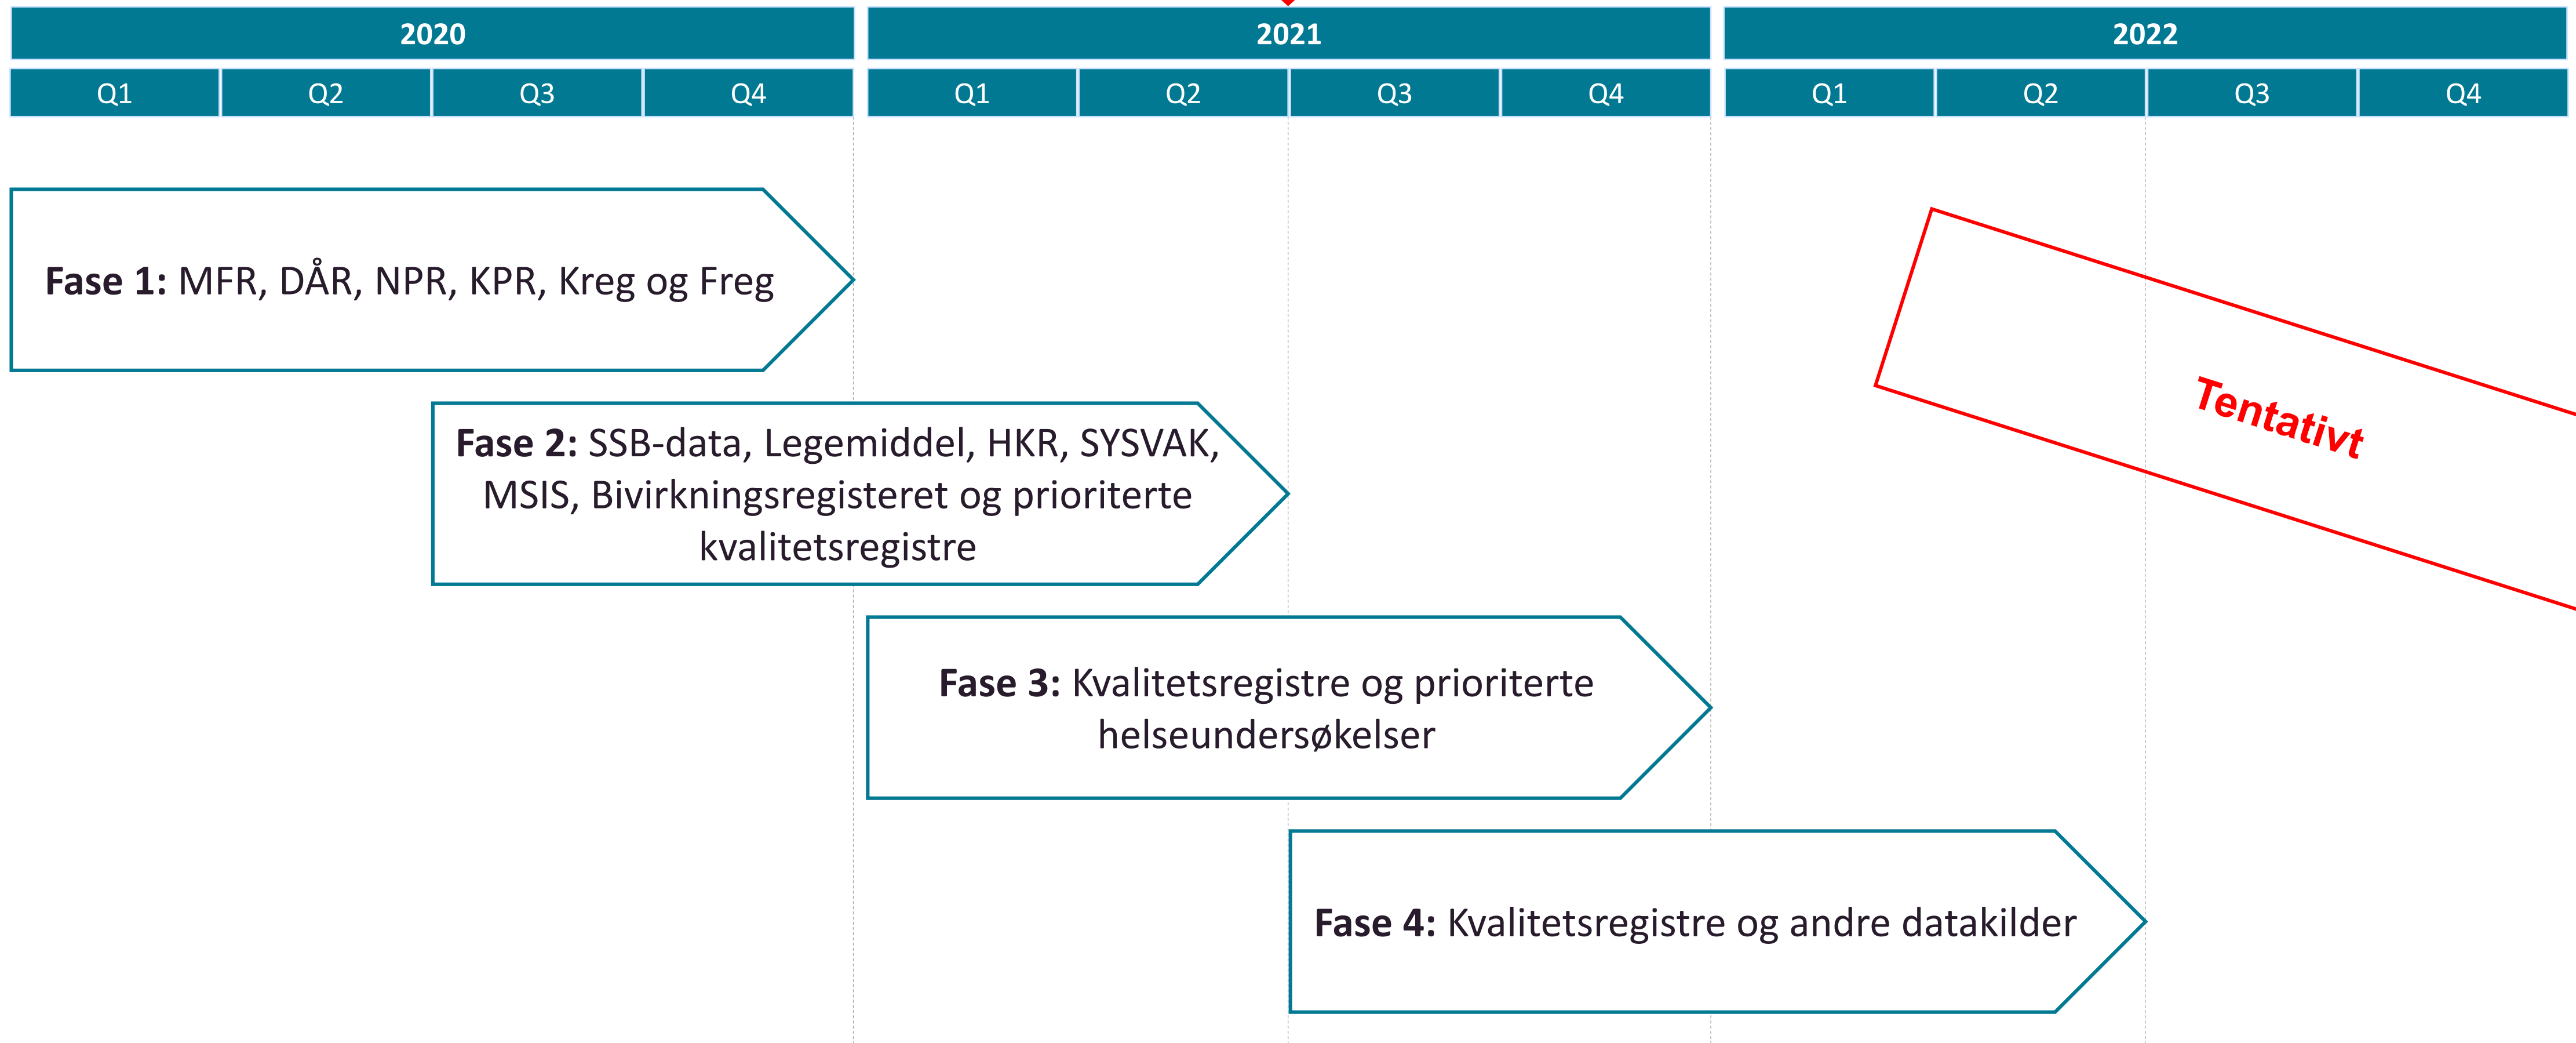 2020
2021
2022
Q1
Q2
Q3
Q4
Q1
Q2
Q3
Q4
Q1
Q2
Q3
Q4
Fase 1: MFR, DÅR, NPR, KPR, Kreg og Freg
Tentativt
Fase 2: SSB-data, Legemiddel, HKR, SYSVAK,
MSIS, Bivirkningsregisteret og prioriterte
kvalitetsregistre
Fase 3: Kvalitetsregistre og prioriterte
helseundersøkelser
Fase 4: Kvalitetsregistre og andre datakilder